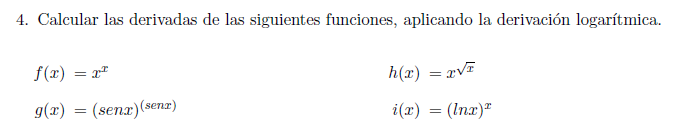 4. Calcular las derivadas de las siguientes funciones, aplicando la derivación logarítmica.
f(x) = x^x h(x) = x^√x
g(x) = (senx)^(senx) i(x) = (lnx)^x